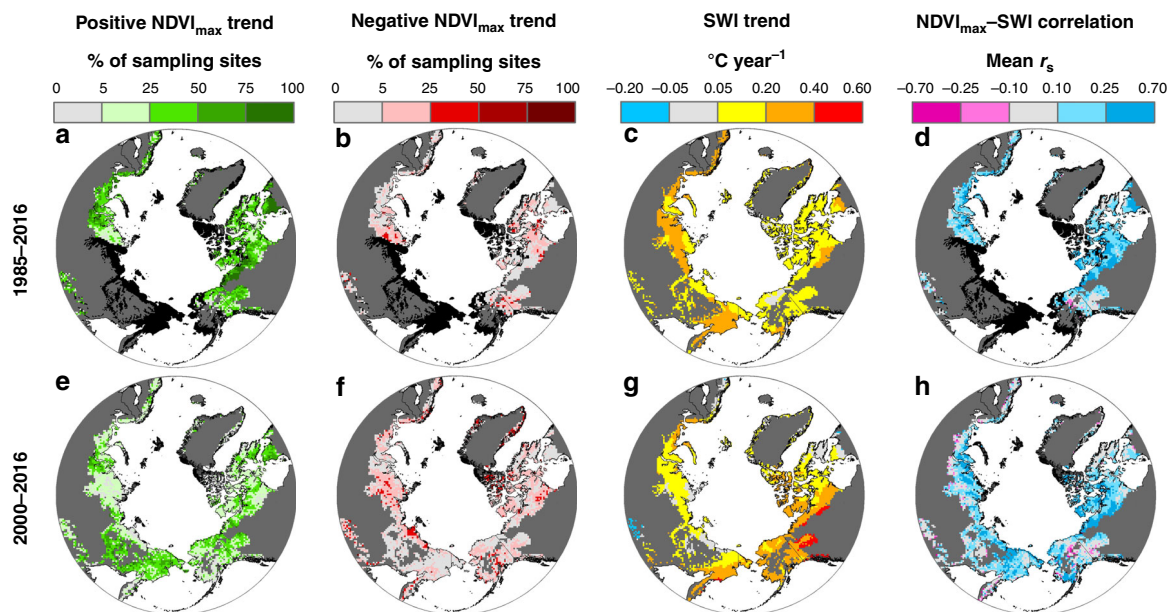 Positive NDVImax trend
Negative NDVImax trend
SWI trend
NDVImax–SWI correlation
% of sampling sites
% of sampling sites
°C year−1
Mean rs
0 5 25 50 75 100
0 5 25 50 75 100
−0.20 −0.05 0.05 0.20 0.40 0.60
−0.70 −0.25 −0.10 0.10 0.25 0.70
a
b
c
d
1985–2016
e
f
g
h
2000–2016